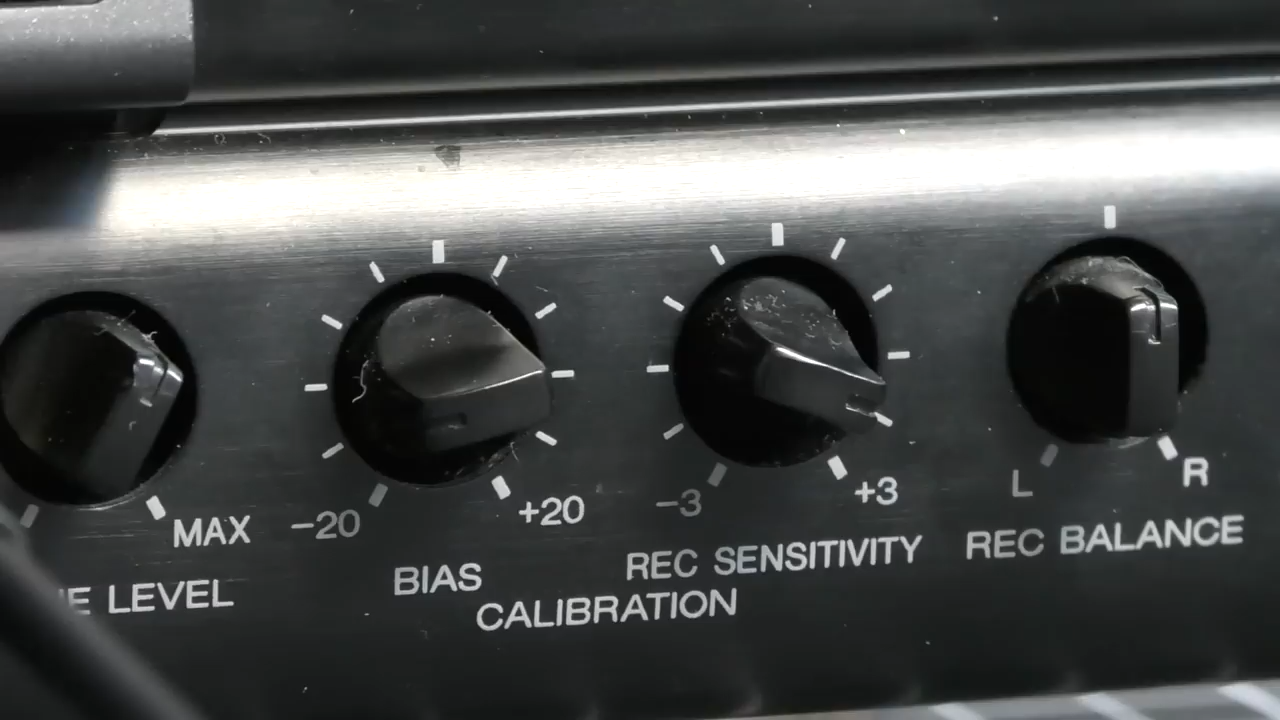 MAX
LEVEL
−20
+20
BIAS
CALIBRATION
−3
+3
REC SENSITIVITY
L
R
REC BALANCE